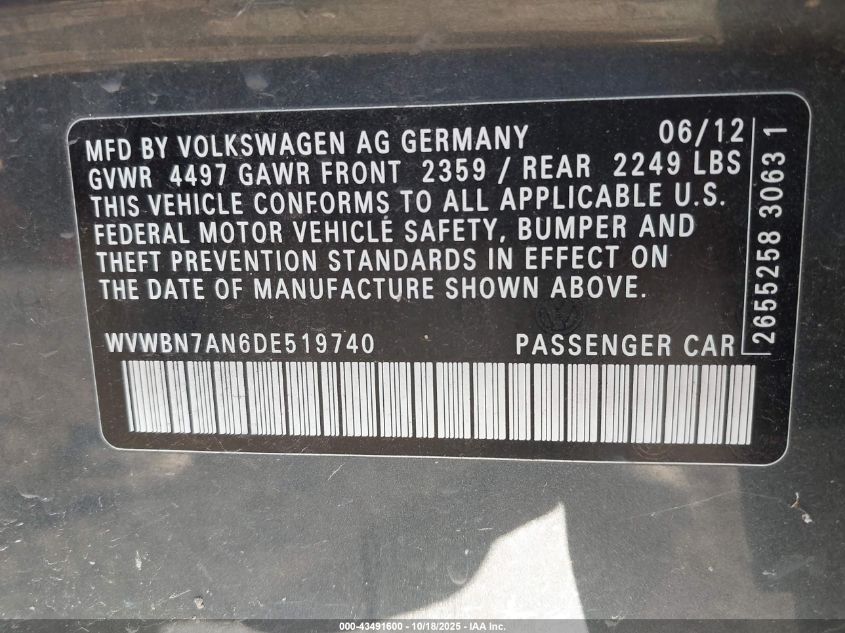 MFD BY VOLKSWAGEN AG GERMANY 06/12
GVWR 4497 GAWR FRONT 2359 / REAR 2249 LBS
THIS VEHICLE CONFORMS TO ALL APPLICABLE U.S.
FEDERAL MOTOR VEHICLE SAFETY, BUMPER AND
THEFT PREVENTION STANDARDS IN EFFECT ON
THE DATE OF MANUFACTURE SHOWN ABOVE.
WVWBN7AN6DE519740 PASSENGER CAR
2655258 3063 1
000-43491600 - 10/18/2025 - IAA Inc.